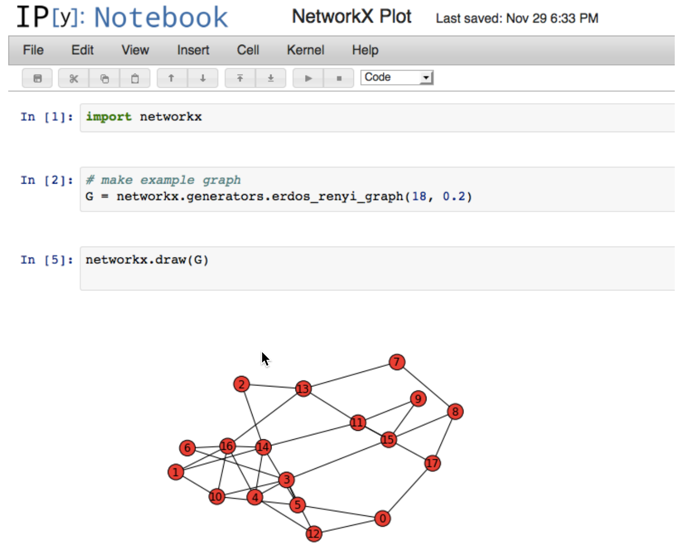 IP[y]: Notebook
NetworkX Plot Last saved: Nov 29 6:33 PM
File Edit View Insert Cell Kernel Help
Code
In [1]: import networkx
In [2]: # make example graph
G = networkx.generators.erdos_renyi_graph(18, 0.2)
In [5]: networkx.draw(G)
7
2
13
9
8
11
15
6
16
14
17
1
3
10
4
5
0
12